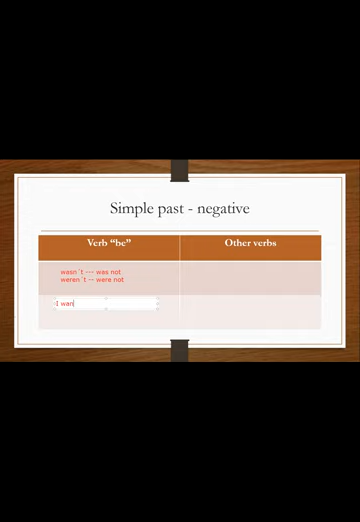 Simple past - negative
Verb “be”
Other verbs
wasn´t --- was not
weren´t -- were not
I wan